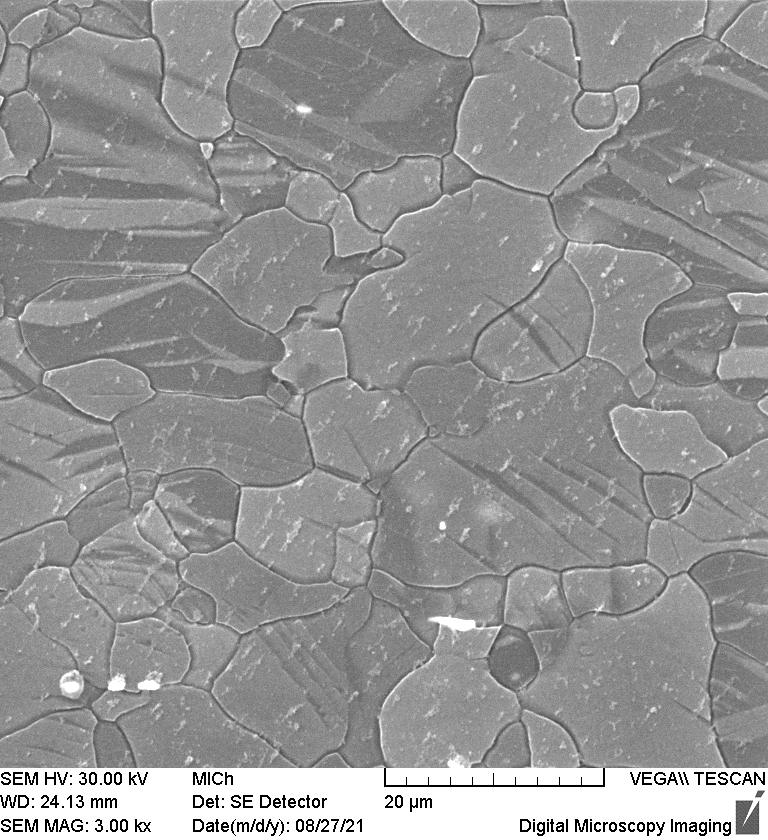 SEM HV: 30.00 kV MICh VEGA\\ TESCAN
WD: 24.13 mm Det: SE Detector 20 µm
SEM MAG: 3.00 kx Date(m/d/y): 08/27/21 Digital Microscopy Imaging